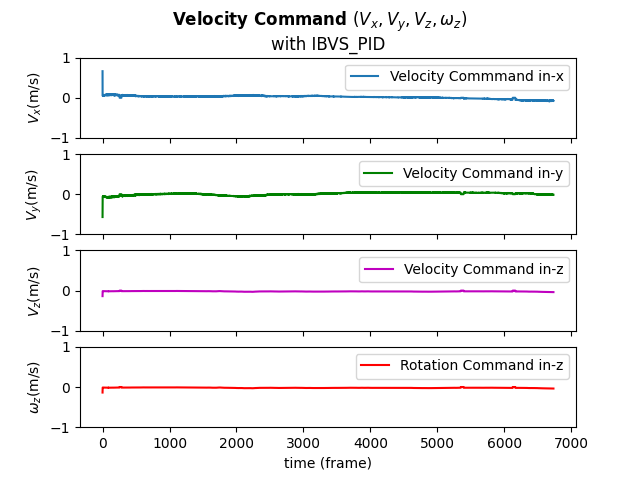 Velocity Command (Vx, Vy, Vz, ωz)
with IBVS_PID
1
0
−1
Vx(m/s)
Velocity Commmand in-x
1
0
−1
Vy(m/s)
Velocity Command in-y
1
0
−1
Vz(m/s)
Velocity Command in-z
1
0
−1
ωz(m/s)
Rotation Command in-z
0 1000 2000 3000 4000 5000 6000 7000
time (frame)